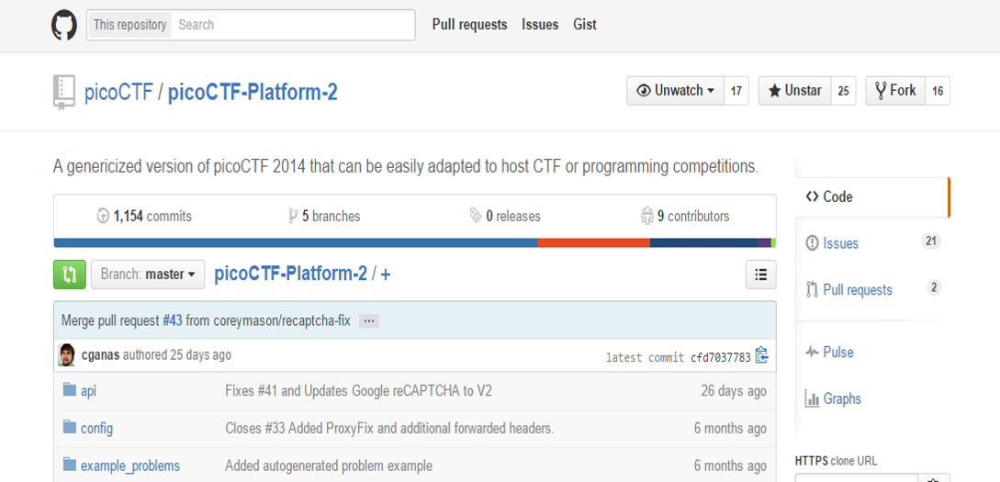 This repository Search Pull requests Issues Gist
picoCTF / picoCTF-Platform-2 Unwatch 17 Unstar 25 Fork 16
A genericized version of picoCTF 2014 that can be easily adapted to host CTF or programming competitions.
1,154 commits 5 branches 0 releases 9 contributors
Branch: master picoCTF-Platform-2 / +
Merge pull request #43 from coreymason/recaptcha-fix ...
cganas authored 25 days ago latest commit cfd7037783
api Fixes #41 and Updates Google reCAPTCHA to V2 26 days ago
config Closes #33 Added ProxyFix and additional forwarded headers. 6 months ago
example_problems Added autogenerated problem example 6 months ago
Code
Issues 21
Pull requests 2
Pulse
Graphs
HTTPS clone URL